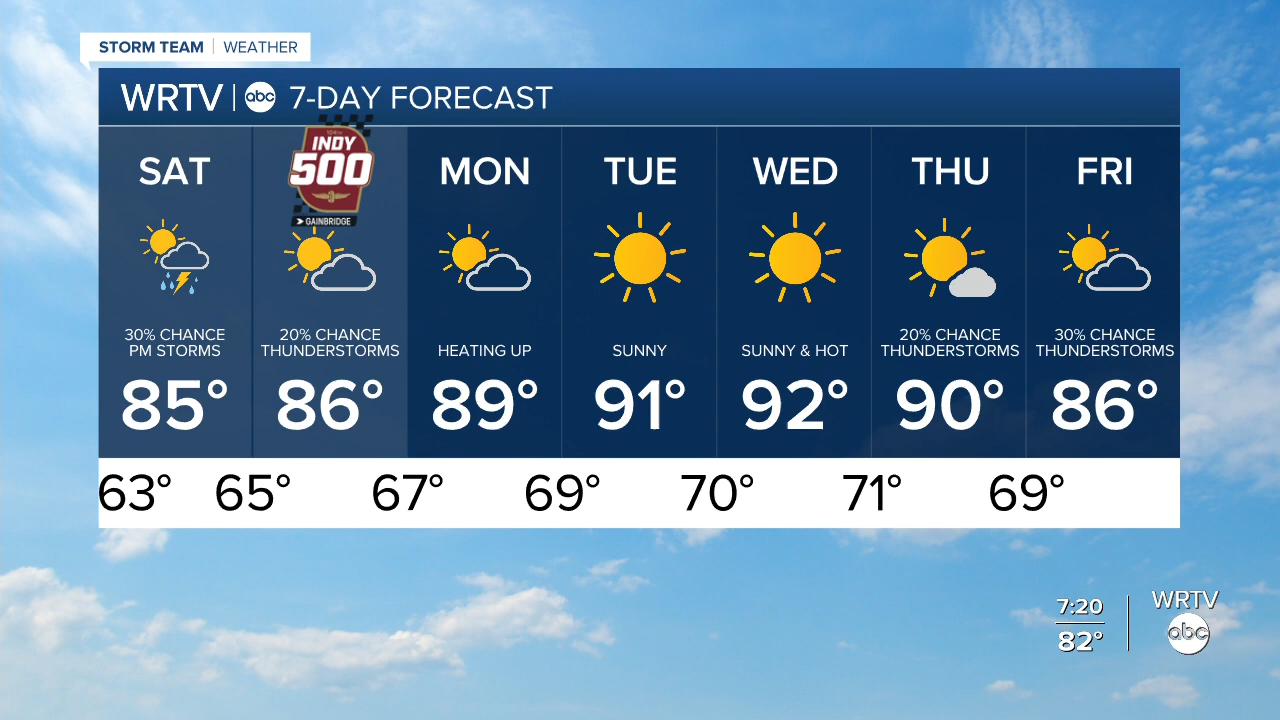 STORM TEAM | WEATHER
WRTV | abc 7-DAY FORECAST
SAT
30% CHANCE
PM STORMS
85°
104TH
INDY
500
GAINBRIDGE
20% CHANCE
THUNDERSTORMS
86°
MON
HEATING UP
89°
TUE
SUNNY
91°
WED
SUNNY & HOT
92°
THU
20% CHANCE
THUNDERSTORMS
90°
FRI
30% CHANCE
THUNDERSTORMS
86°
63° 65° 67° 69° 70° 71° 69°
7:20
82°
WRTV
abc